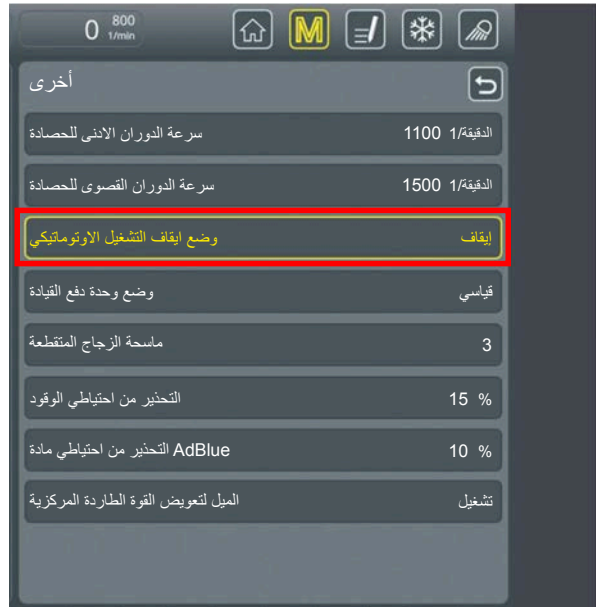 0 800 1/min
M
أخرى
سرعة الدوران الادنى للحصادة 1100 الدقيقة/1
سرعة الدوران القصوى للحصادة 1500 الدقيقة/1
وضع ايقاف التشغيل الاوتوماتيكي إيقاف
وضع وحدة دفع القيادة قياسي
ماسحة الزجاج المتقطعة 3
التحذير من احتياطي الوقود 15 %
التحذير من احتياطي مادة AdBlue 10 %
الميل لتعويض القوة الطاردة المركزية تشغيل